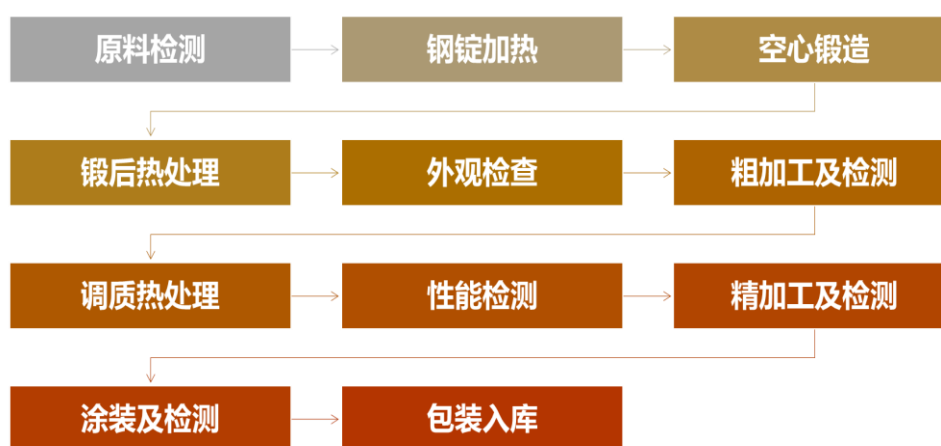 原料检测
钢锭加热
空心锻造
锻后热处理
外观检查
粗加工及检测
调质热处理
性能检测
精加工及检测
涂装及检测
包装入库